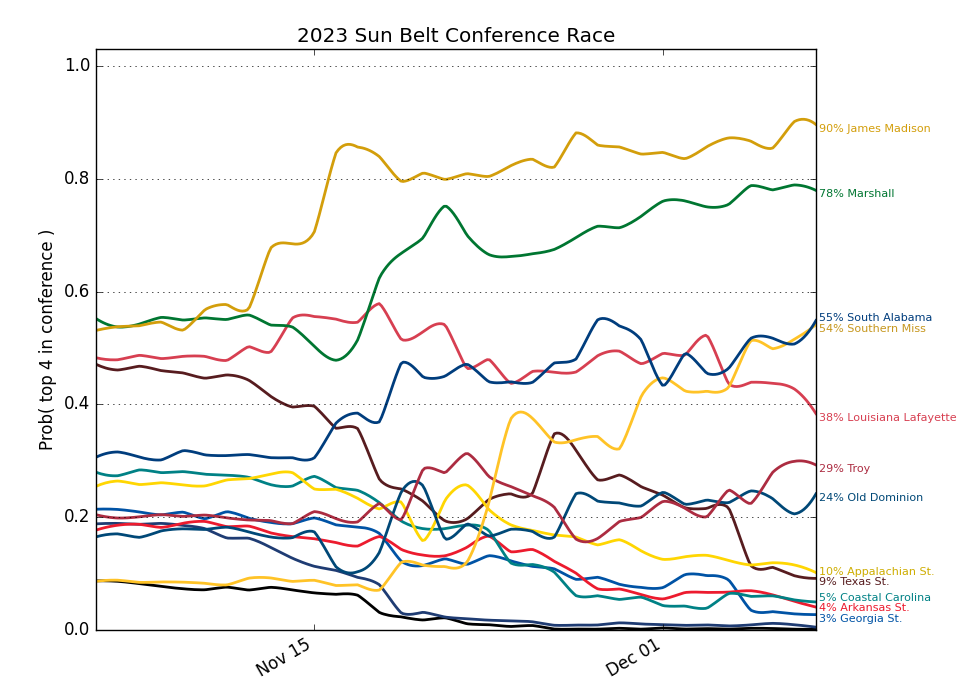 2023 Sun Belt Conference Race
Prob( top 4 in conference )
1.0
0.8
0.6
0.4
0.2
0.0
Nov 15
Dec 01
90% James Madison
78% Marshall
55% South Alabama
54% Southern Miss
38% Louisiana Lafayette
29% Troy
24% Old Dominion
10% Appalachian St.
9% Texas St.
5% Coastal Carolina
4% Arkansas St.
3% Georgia St.